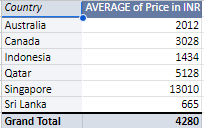 Country AVERAGE of Price in INR
Australia 2012
Canada 3028
Indonesia 1434
Qatar 5128
Singapore 13010
Sri Lanka 665
Grand Total 4280